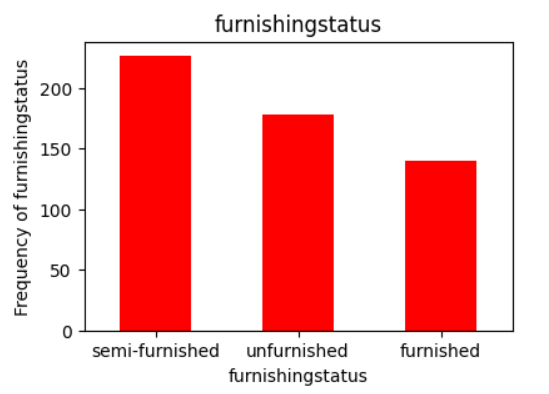 furnishingstatus
Frequency of furnishingstatus
200
150
100
50
0
semi-furnished unfurnished furnished
furnishingstatus